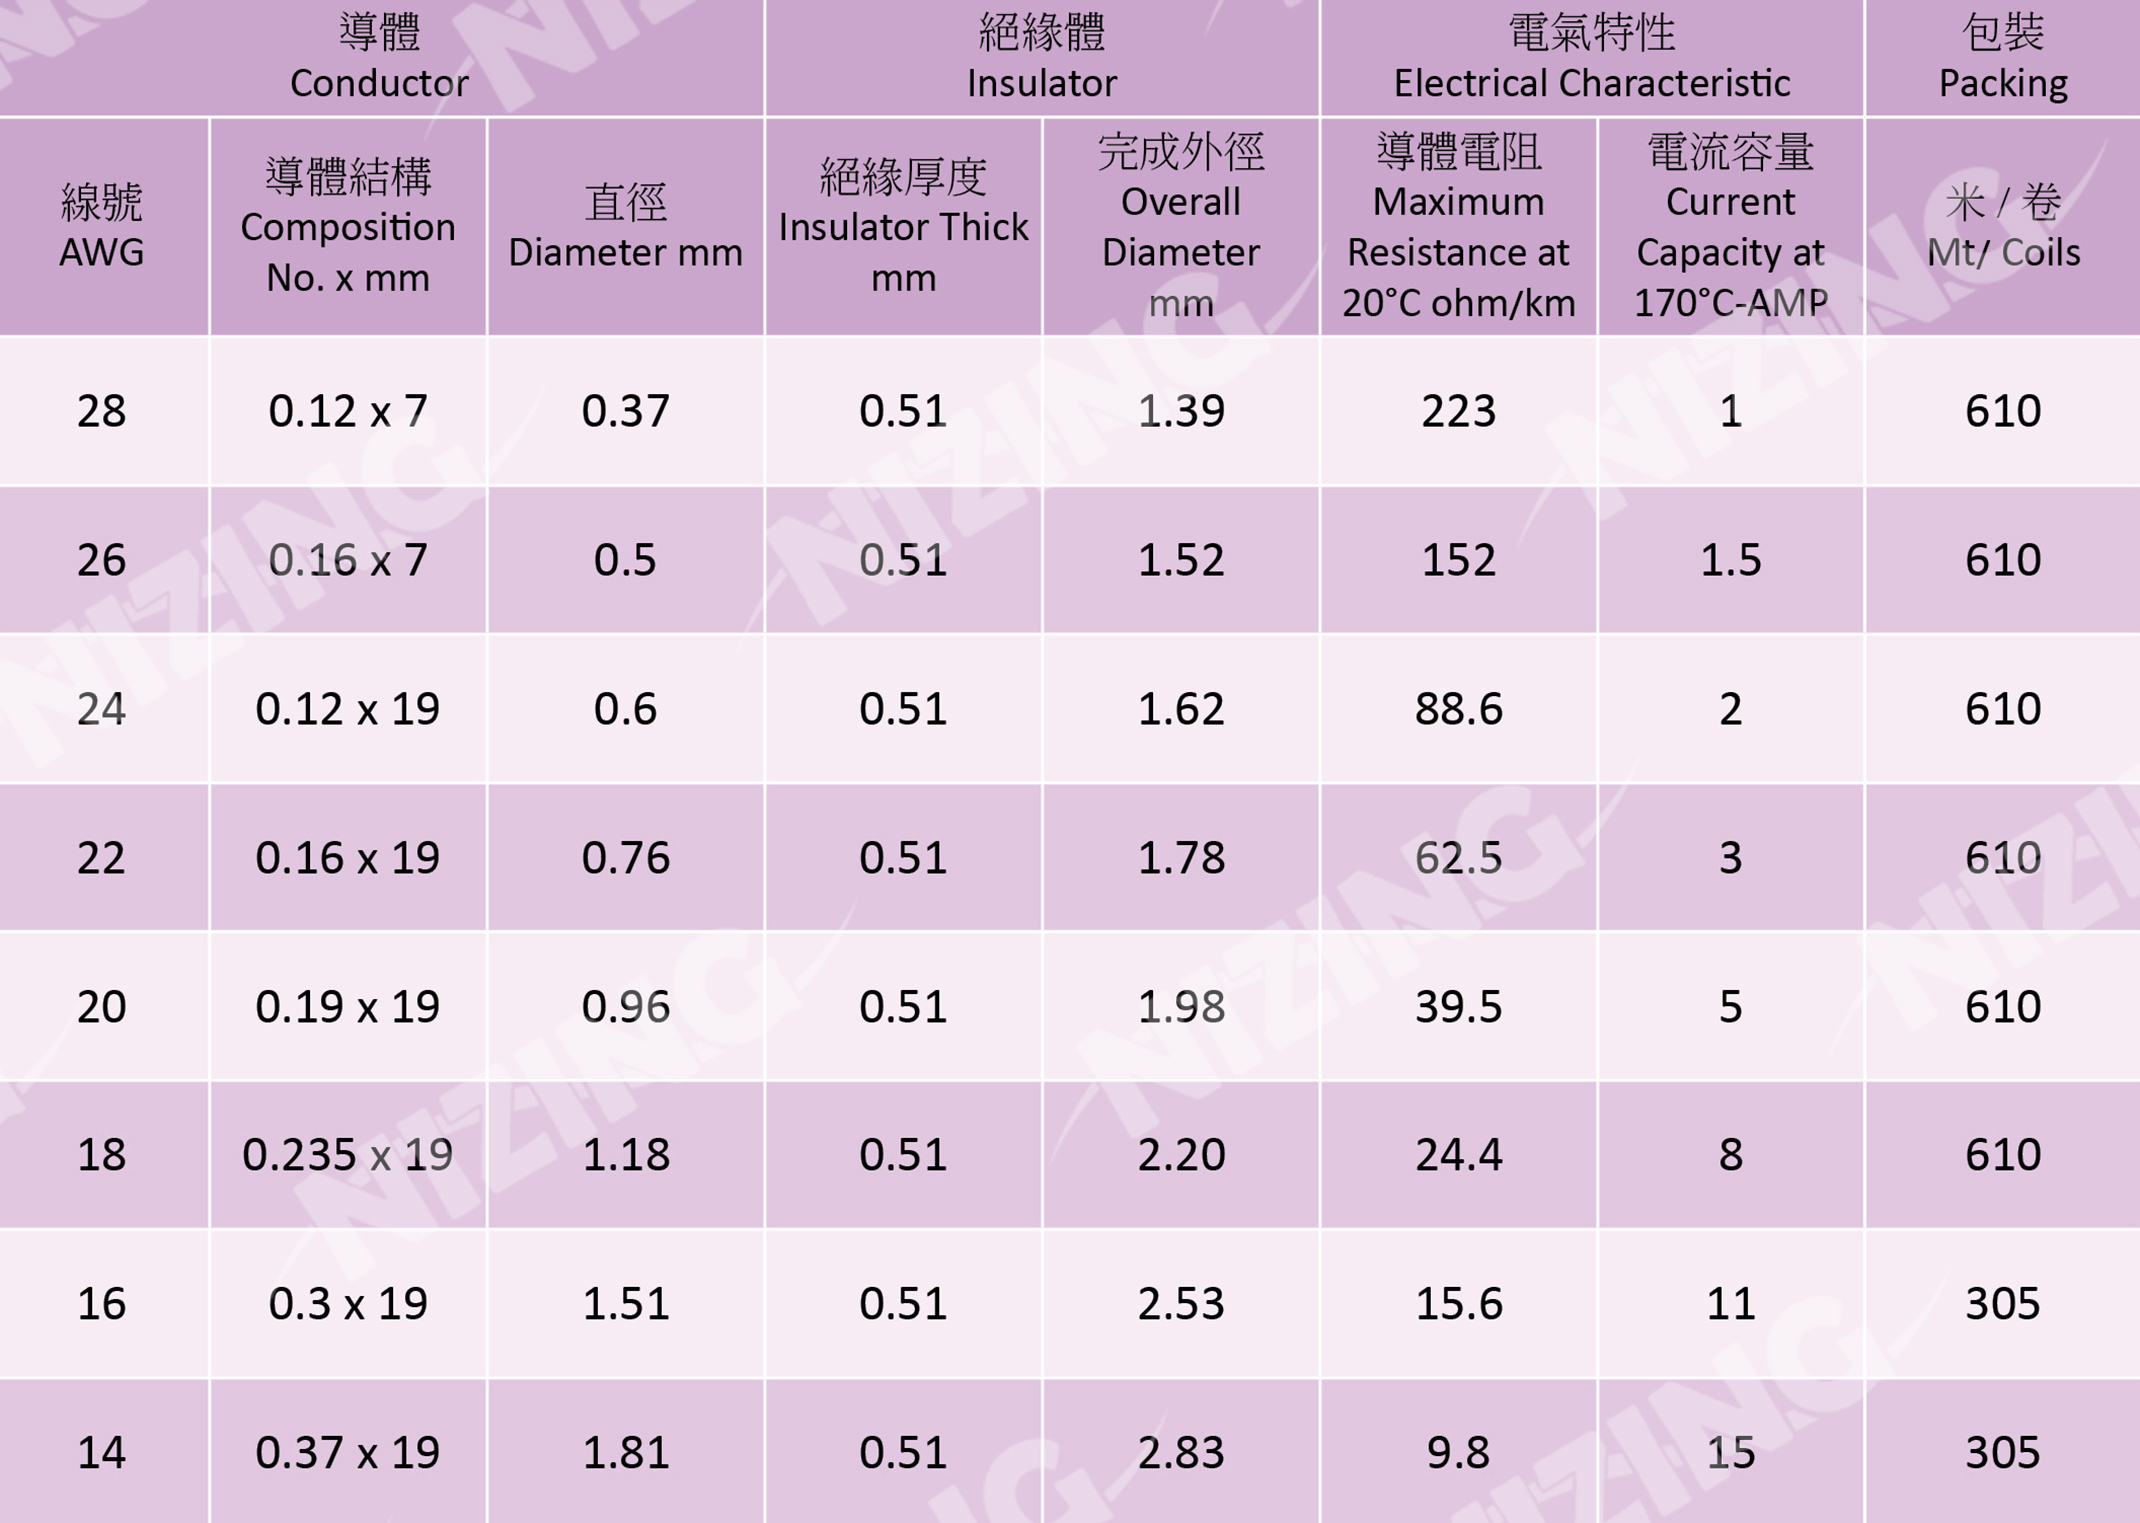 導體
Conductor
絕緣體
Insulator
電氣特性
Electrical Characteristic
包裝
Packing
線號
AWG
導體結構
Composition
No. x mm
直徑
Diameter mm
絕緣厚度
Insulator Thick
mm
完成外徑
Overall
Diameter
mm
導體電阻
Maximum
Resistance at
20°C ohm/km
電流容量
Current
Capacity at
170°C-AMP
米 / 卷
Mt/ Coils
28 0.12 x 7 0.37 0.51 1.39 223 1 610
26 0.16 x 7 0.5 0.51 1.52 152 1.5 610
24 0.12 x 19 0.6 0.51 1.62 88.6 2 610
22 0.16 x 19 0.76 0.51 1.78 62.5 3 610
20 0.19 x 19 0.96 0.51 1.98 39.5 5 610
18 0.235 x 19 1.18 0.51 2.20 24.4 8 610
16 0.3 x 19 1.51 0.51 2.53 15.6 11 305
14 0.37 x 19 1.81 0.51 2.83 9.8 15 305
NIZING